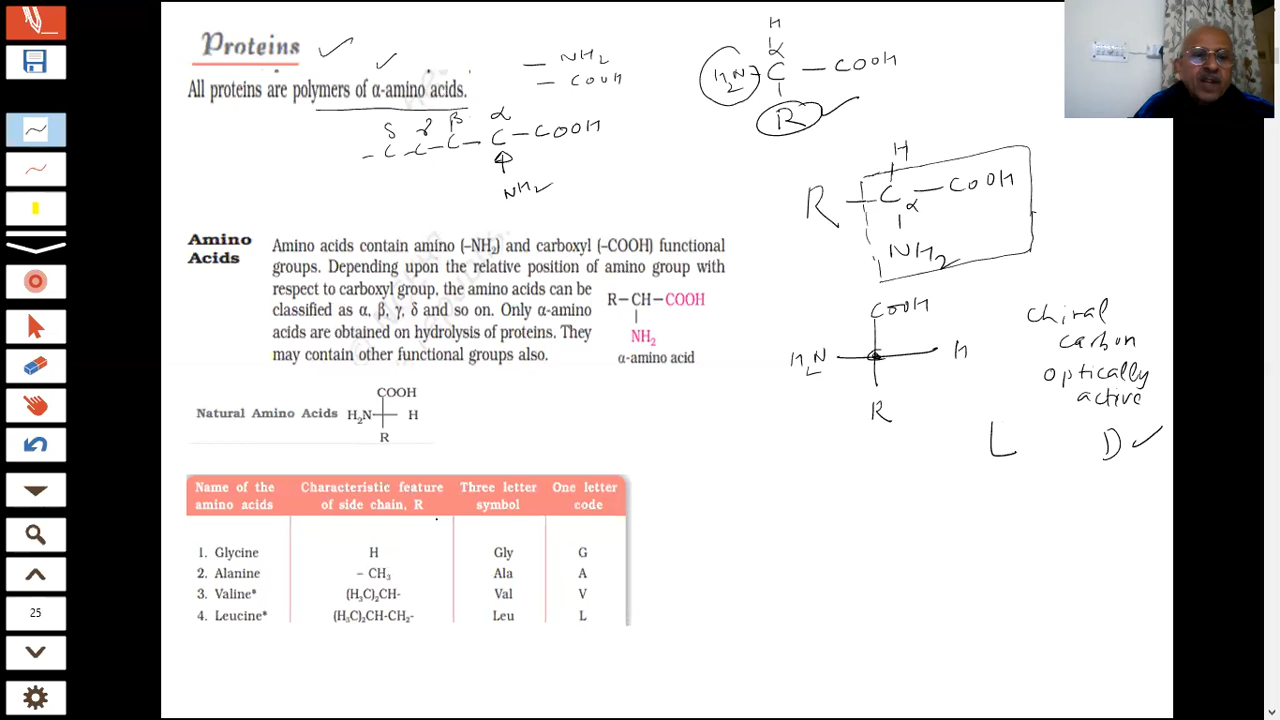 Proteins
All proteins are polymers of α-amino acids.
– NH2
– COOH
δ γ β α
– C – C – C – C – COOH
NH2
H
α
H2N – C – COOH
R
H
R – C – COOH
α
NH2
Amino
Acids
Amino acids contain amino (–NH2) and carboxyl (–COOH) functional
groups. Depending upon the relative position of amino group with
respect to carboxyl group, the amino acids can be
classified as α, β, γ, δ and so on. Only α-amino
acids are obtained on hydrolysis of proteins. They
may contain other functional groups also.
R–CH–COOH
NH2
α-amino acid
COOH
H2N H
R
chiral
carbon
optically
active
L D
Natural Amino Acids
COOH
H2N H
R
Name of the amino acids Characteristic feature of side chain, R Three letter symbol One letter code
1. Glycine H Gly G
2. Alanine – CH3 Ala A
3. Valine* (H3C)2CH- Val V
4. Leucine* (H3C)2CH-CH2- Leu L
25